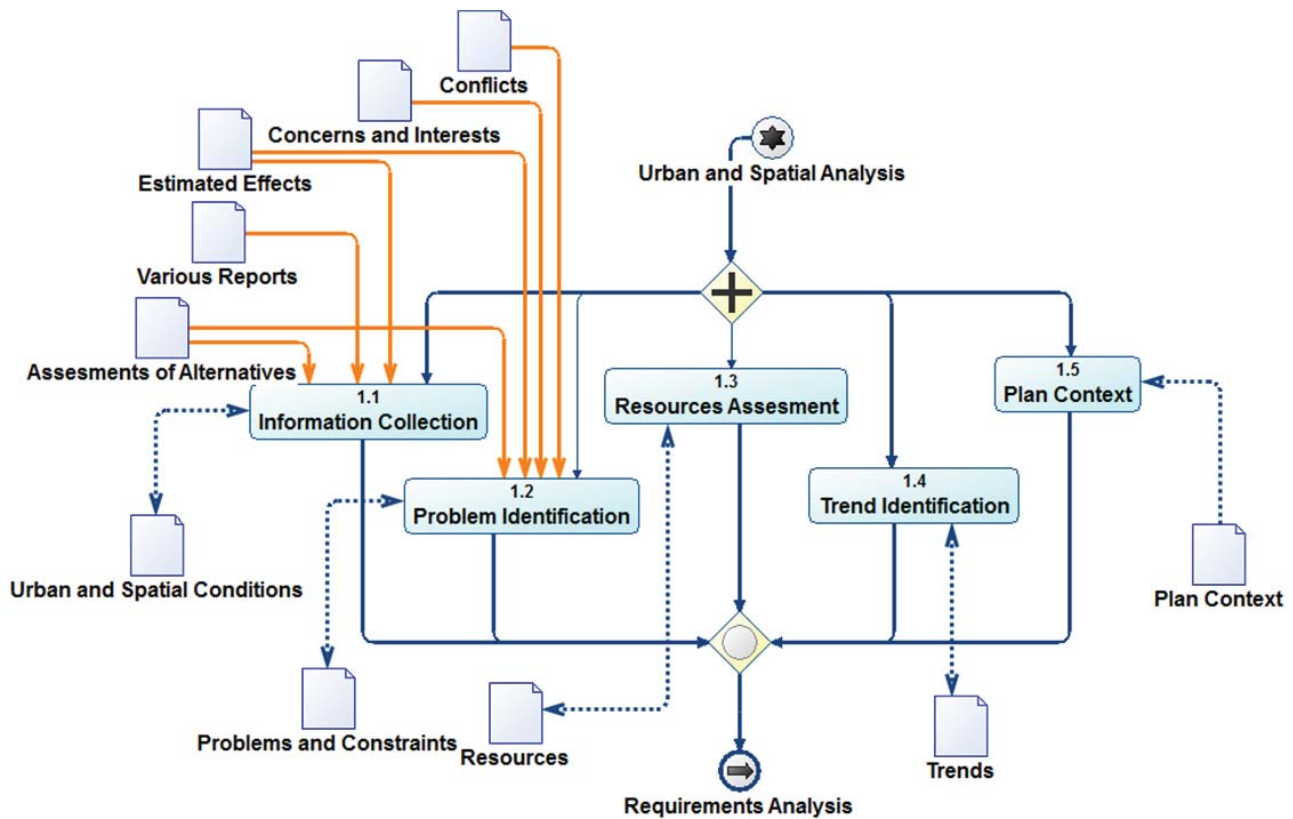 Conflicts
Concerns and Interests
Estimated Effects
Urban and Spatial Analysis
Various Reports
Assesments of Alternatives
1.1
Information Collection
1.2
Problem Identification
1.3
Resources Assesment
1.4
Trend Identification
1.5
Plan Context
Urban and Spatial Conditions
Plan Context
Problems and Constraints
Resources
Trends
Requirements Analysis